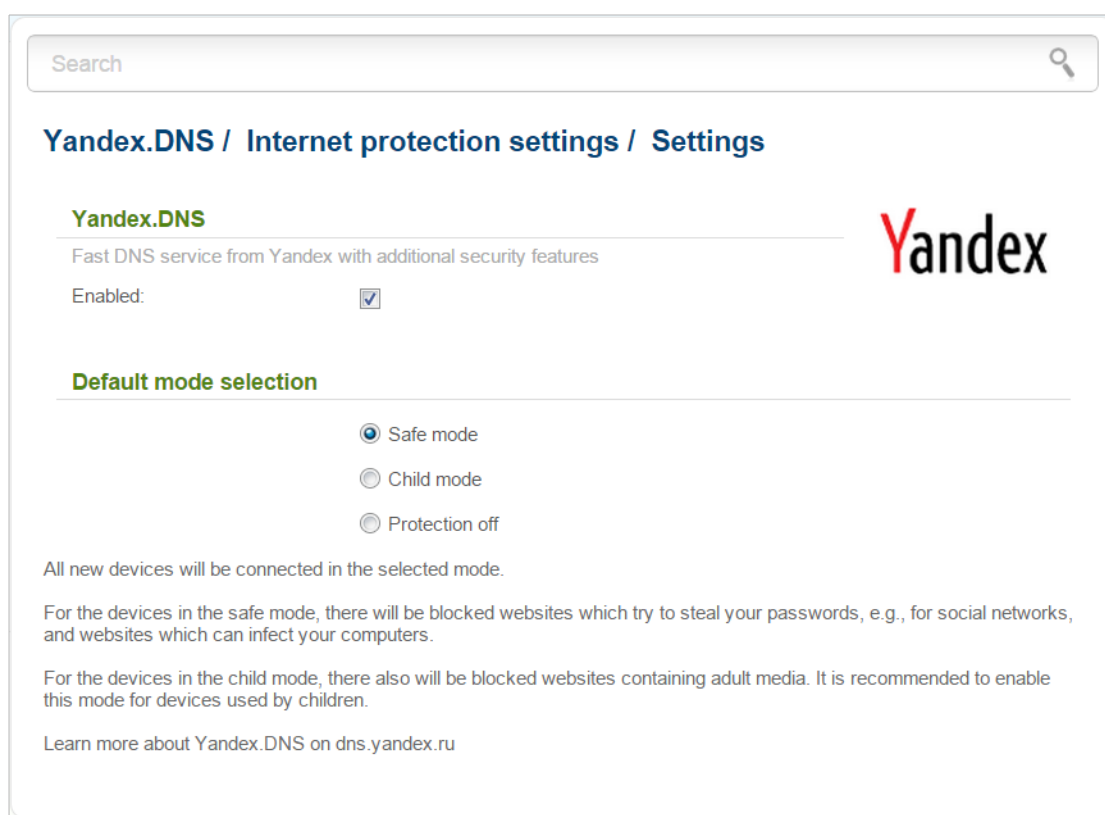 Search
Yandex.DNS / Internet protection settings / Settings
Yandex.DNS
Yandex
Fast DNS service from Yandex with additional security features
Enabled:
Default mode selection
Safe mode
Child mode
Protection off
All new devices will be connected in the selected mode.
For the devices in the safe mode, there will be blocked websites which try to steal your passwords, e.g., for social networks,
and websites which can infect your computers.
For the devices in the child mode, there also will be blocked websites containing adult media. It is recommended to enable
this mode for devices used by children.
Learn more about Yandex.DNS on dns.yandex.ru